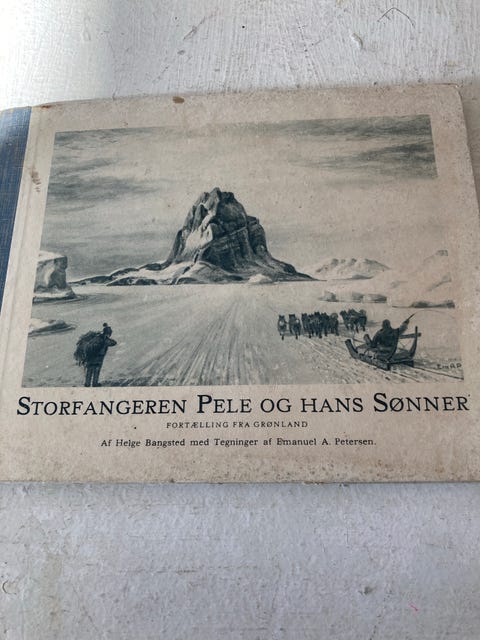 STORFANGEREN PELE OG HANS SØNNER
FORTÆLLING FRA GRØNLAND
Af Helge Bangsted med Tegninger af Emanuel A. Petersen.